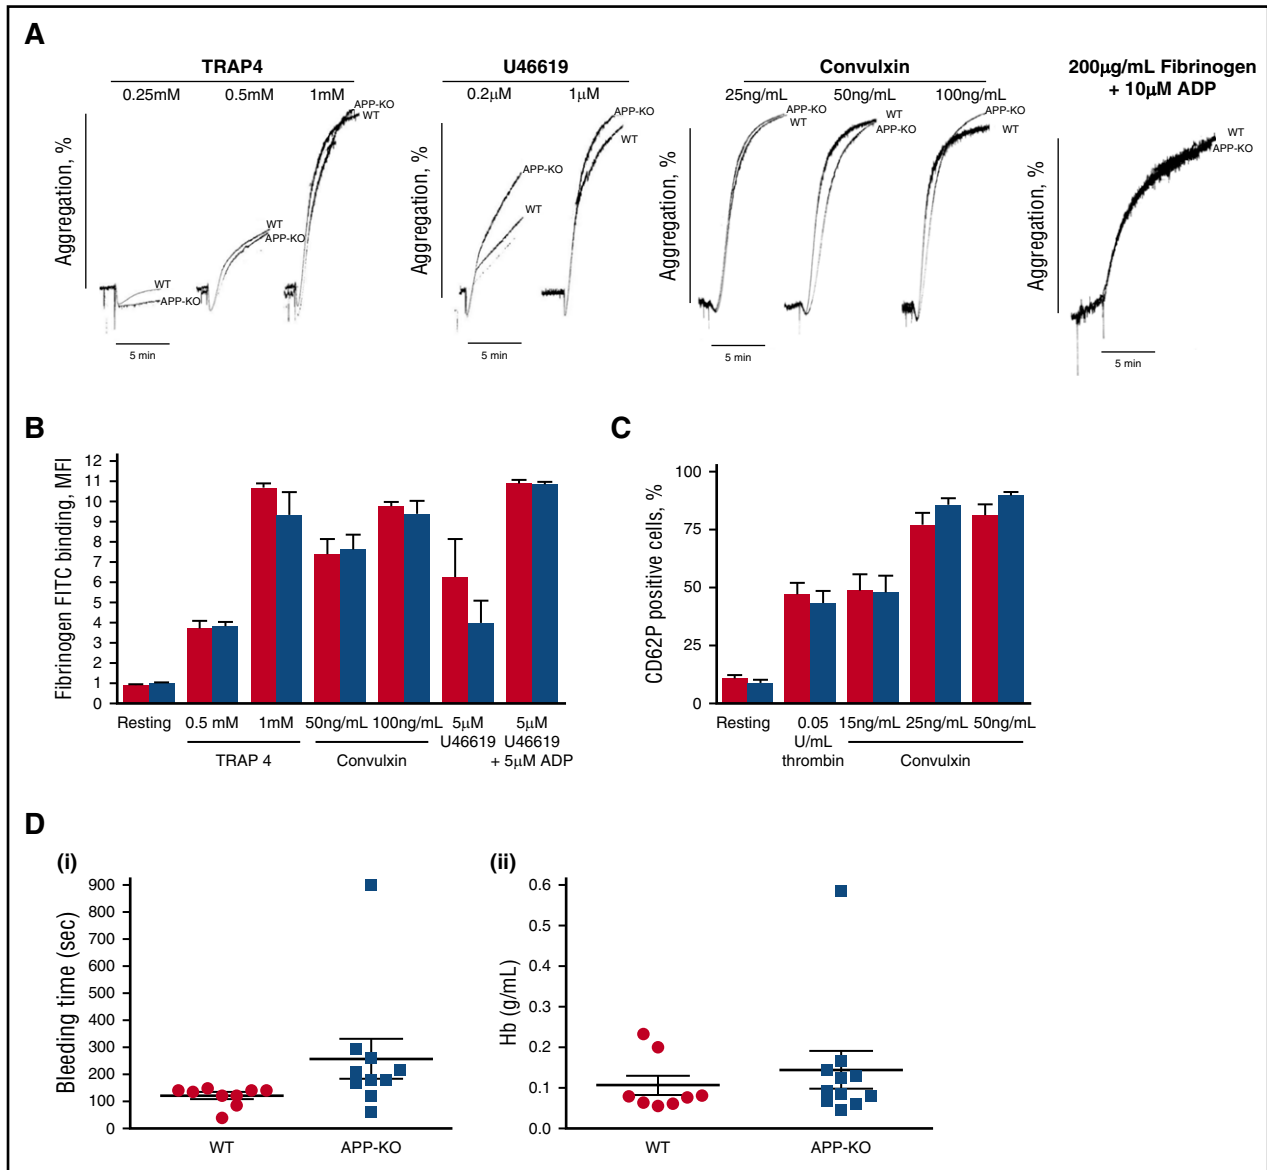 A
TRAP4
0.25mM 0.5mM 1mM
Aggregation, %
WT
APP-KO
WT
APP-KO
APP-KO
WT
5 min
U46619
0.2μM 1μM
Aggregation, %
APP-KO
WT
APP-KO
WT
5 min
Convulxin
25ng/mL 50ng/mL 100ng/mL
Aggregation, %
APP-KO
WT
WT
APP-KO
APP-KO
WT
5 min
200μg/mL Fibrinogen
+ 10μM ADP
Aggregation, %
WT
APP-KO
5 min
B
Fibrinogen FITC binding, MFI
12
11
10
9
8
7
6
5
4
3
2
1
0
Resting 0.5 mM 1mM 50ng/mL 100ng/mL 5μM 5μM
U46619 U46619
+ 5μM ADP
TRAP 4 Convulxin
C
CD62P positive cells, %
100
75
50
25
0
Resting 0.05 15ng/mL 25ng/mL 50ng/mL
U/mL
thrombin Convulxin
D
(i)
Bleeding time (sec)
900
800
700
600
500
400
300
200
100
0
WT APP-KO
(ii)
Hb (g/mL)
0.6
0.5
0.4
0.3
0.2
0.1
0.0
WT APP-KO